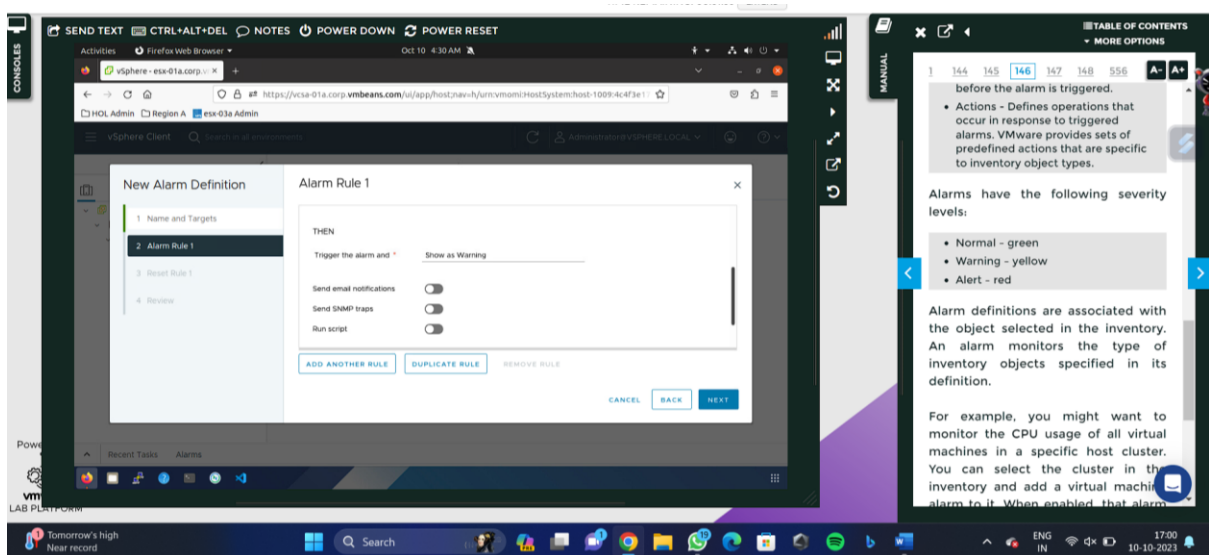 SEND TEXT CTRL+ALT+DEL NOTES POWER DOWN POWER RESET
CONSOLES
Activities Firefox Web Browser Oct 10 4:30 AM
vSphere - esx-01a.corp.v × +
https://vcsa-01a.corp.vmbeans.com/ui/app/host;nav=h/urn:vmomi:HostSystem:host-1009:4c4f3e1
HOL Admin Region A esx-03a Admin
vSphere Client Search in all environments Administrator@VSPHERE.LOCAL
New Alarm Definition
1 Name and Targets
2 Alarm Rule 1
3 Reset Rule 1
4 Review
Alarm Rule 1
THEN
Trigger the alarm and * Show as Warning
Send email notifications
Send SNMP traps
Run script
ADD ANOTHER RULE DUPLICATE RULE REMOVE RULE
CANCEL BACK NEXT
Recent Tasks Alarms
Powe
vm
LAB PLATFORM
MANUAL
TABLE OF CONTENTS
MORE OPTIONS
1 144 145 146 147 148 556 A- A+
before the alarm is triggered.
• Actions - Defines operations that
occur in response to triggered
alarms. VMware provides sets of
predefined actions that are specific
to inventory object types.
Alarms have the following severity
levels:
• Normal - green
• Warning - yellow
• Alert - red
Alarm definitions are associated with
the object selected in the inventory.
An alarm monitors the type of
inventory objects specified in its
definition.
For example, you might want to
monitor the CPU usage of all virtual
machines in a specific host cluster.
You can select the cluster in the
inventory and add a virtual machin
alarm to it. When enabled, that alarm
1
Tomorrow's high
Near record
Search
ENG
IN
17:00
10-10-2023